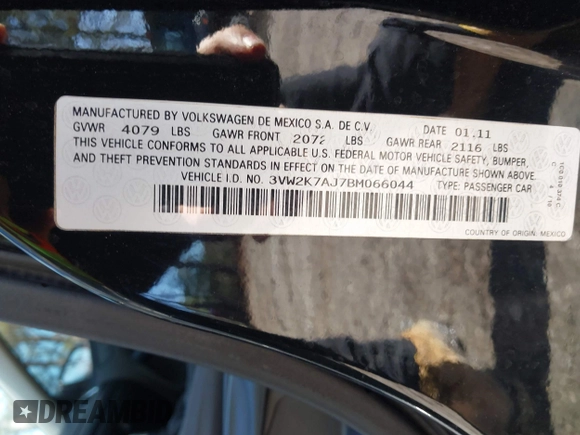 MANUFACTURED BY VOLKSWAGEN DE MEXICO S.A. DE C.V. DATE 01.11
GVWR 4079 LBS GAWR FRONT 2072 LBS GAWR REAR 2116 LBS
THIS VEHICLE CONFORMS TO ALL APPLICABLE U.S. FEDERAL MOTOR VEHICLE SAFETY, BUMPER,
AND THEFT PREVENTION STANDARDS IN EFFECT ON THE DATE OF MANUFACTURE SHOWN ABOVE.
VEHICLE I.D. NO. 3VW2K7AJ7BM066044 TYPE: PASSENGER CAR
COUNTRY OF ORIGIN: MEXICO
DREAMBID